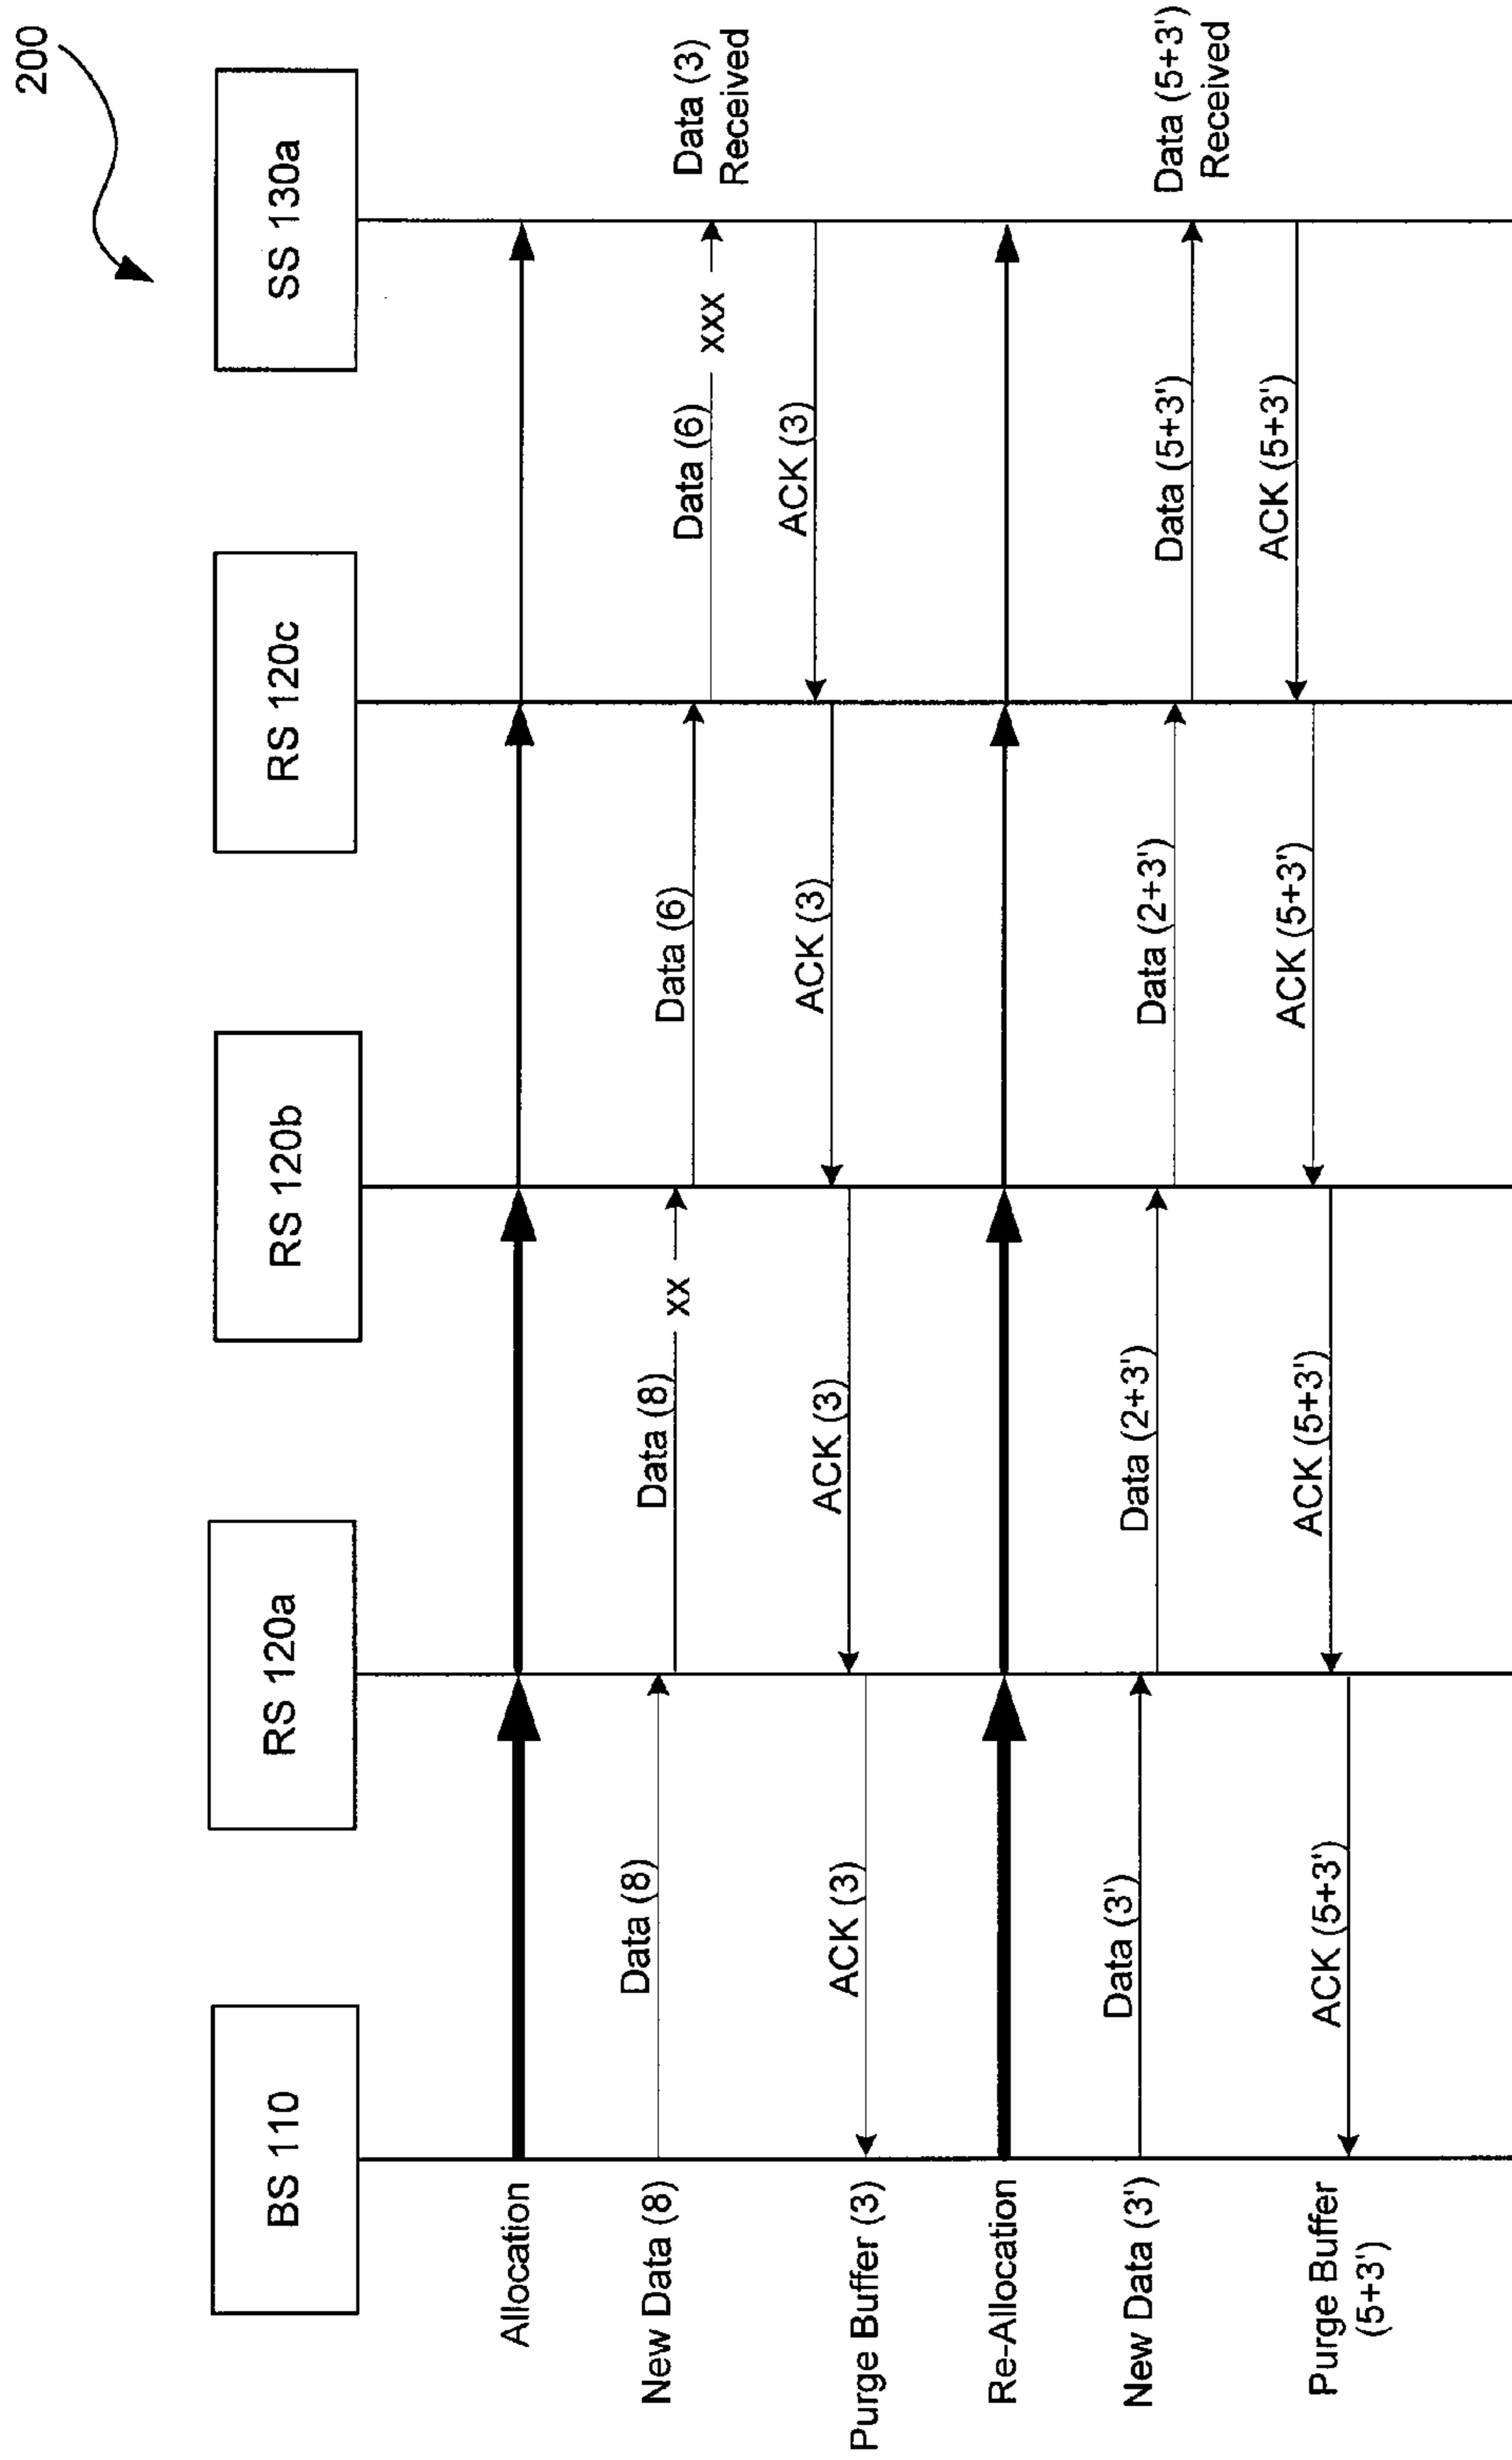 200
BS 110
RS 120a
RS 120b
RS 120c
SS 130a
Allocation
New Data (8)
Data (8)
Data (8)
xx
Data (6)
Data (6)
xxx
Data (3)
Received
Purge Buffer (3)
ACK (3)
ACK (3)
ACK (3)
ACK (3)
Re-Allocation
New Data (3')
Data (3')
Data (2+3')
Data (2+3')
Data (5+3')
Data (5+3')
Received
Purge Buffer
(5+3')
ACK (5+3')
ACK (5+3')
ACK (5+3')
ACK (5+3')